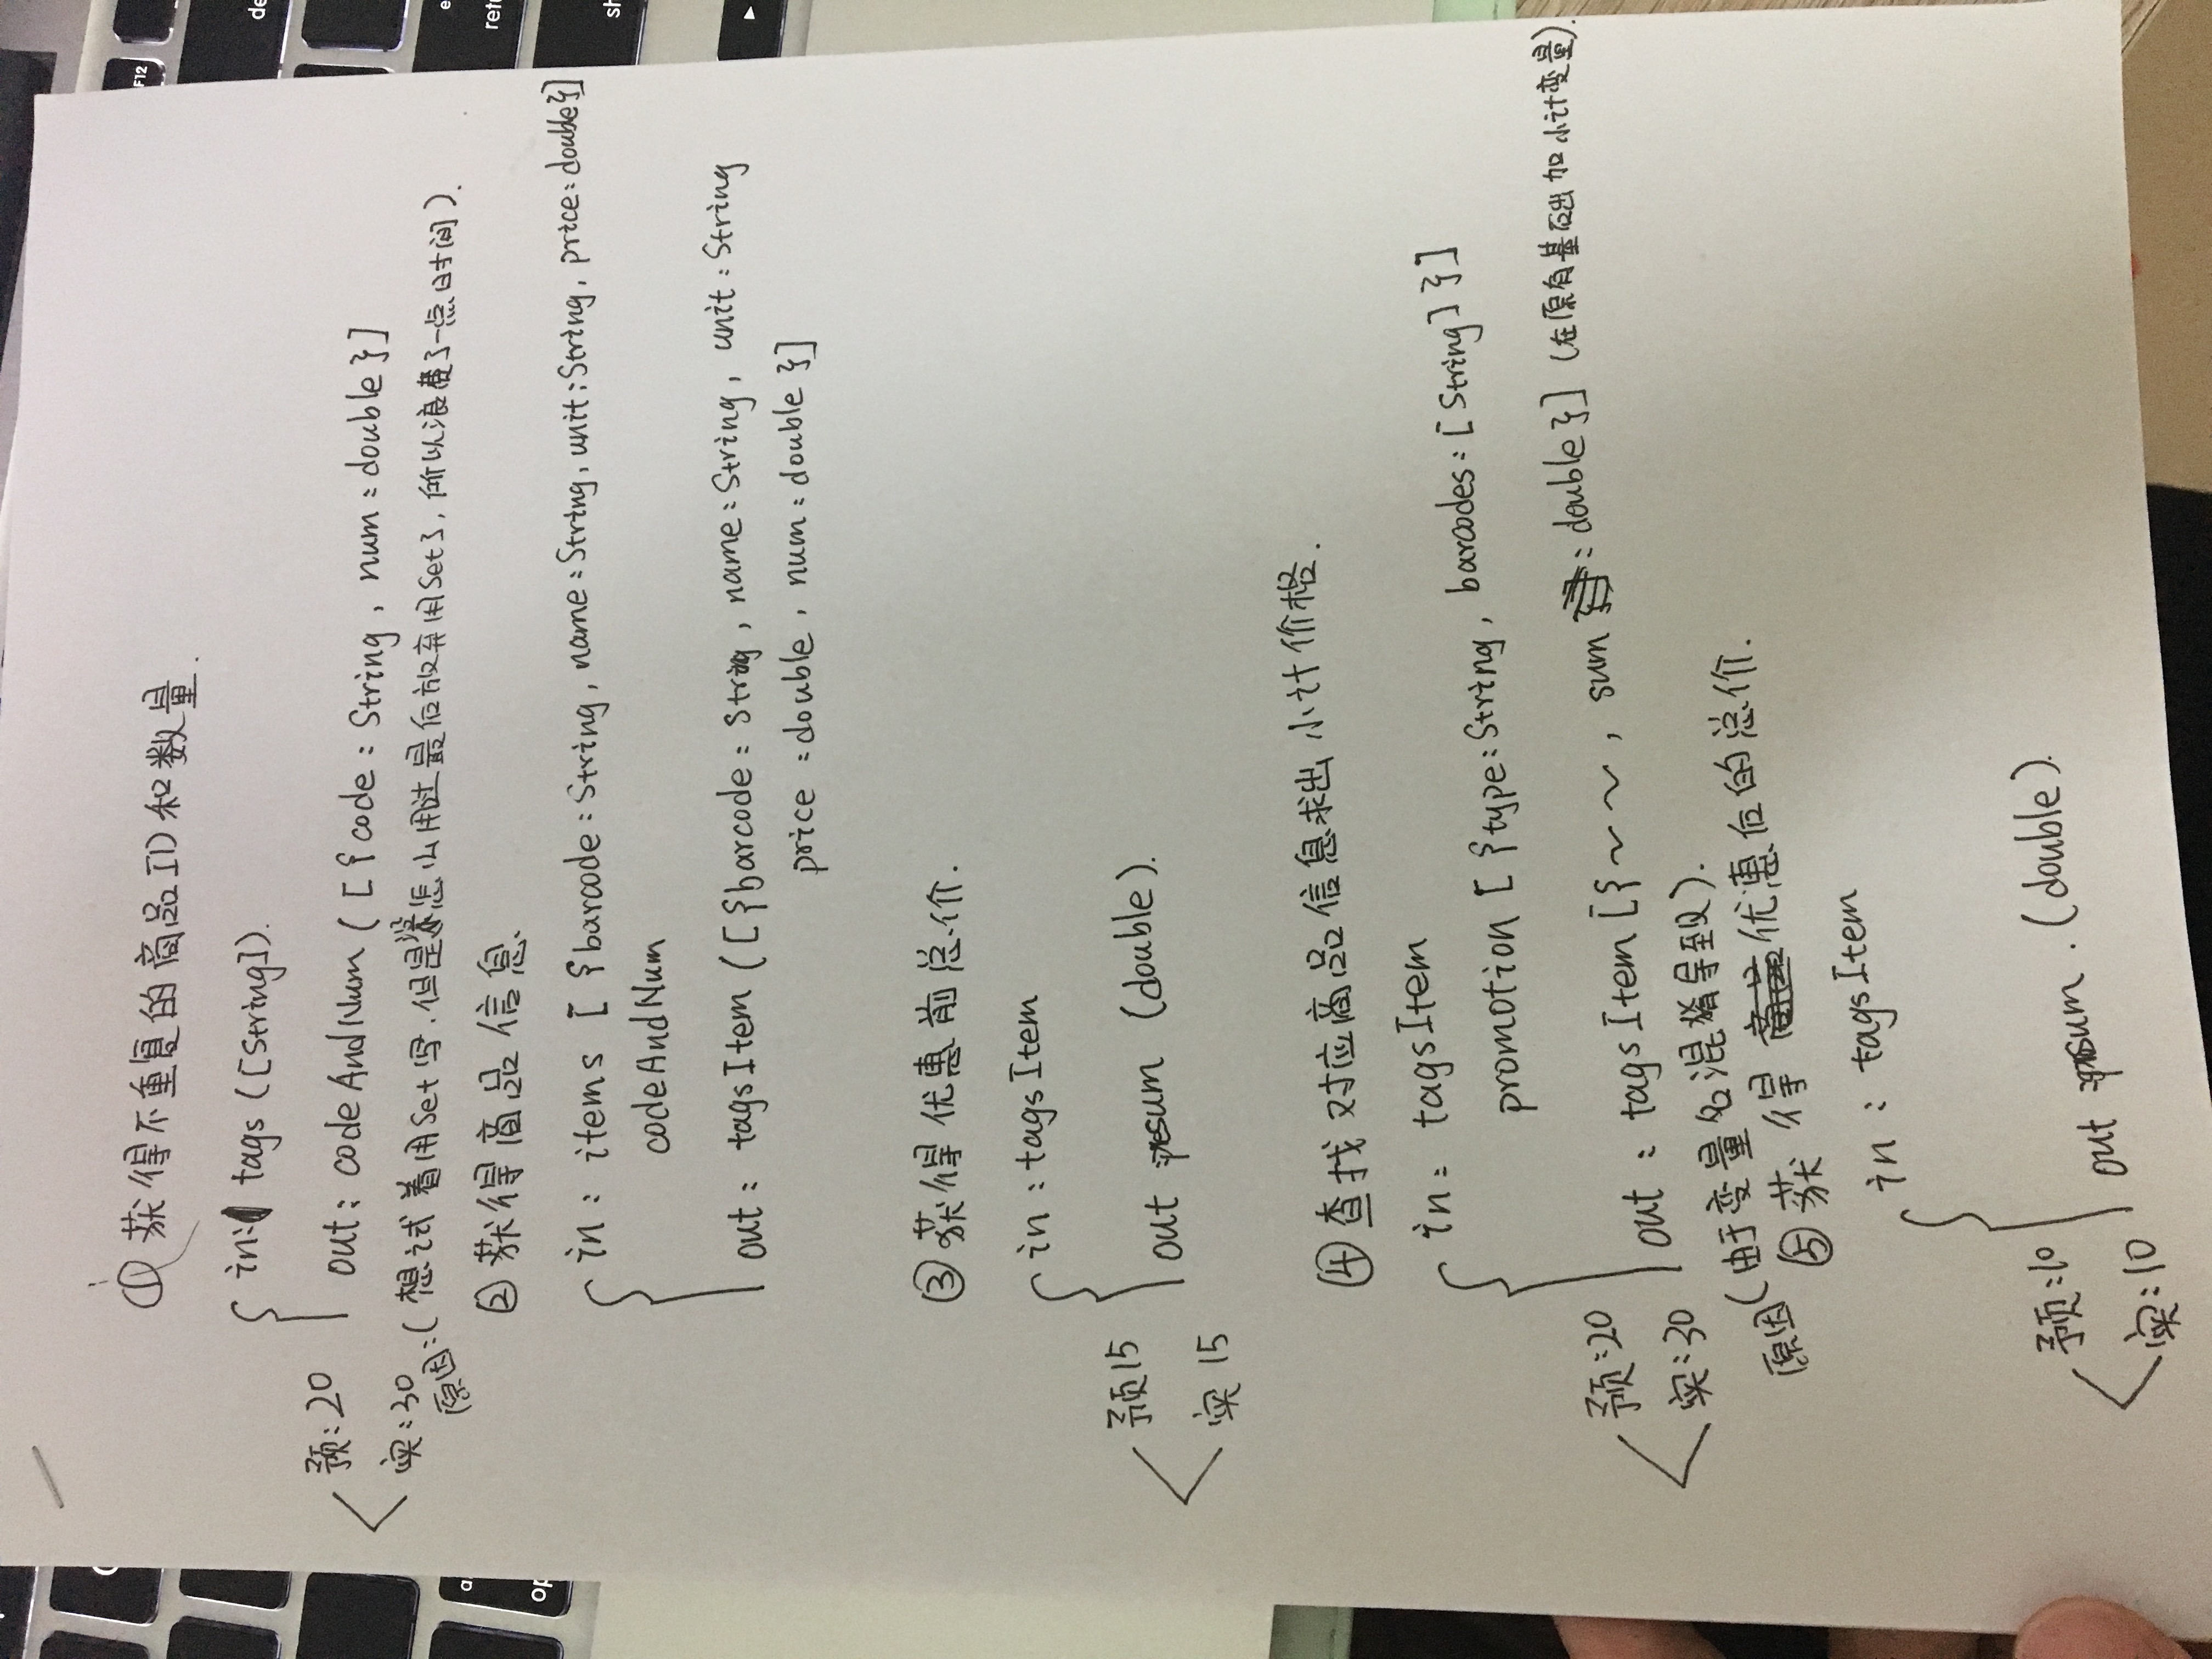 ① 获得不重复的商品ID和数量.
in: tags ([String]).
预:20
out: codeAndNum ([{code: String, num: double}]
实:30
原因:(想试着用Set写.但是没怎么用过最后放弃用Set了,所以浪费了一点时间).
② 获得商品信息
in: items [{barcode: String, name: String, unit: String, price: double}]
codeAndNum
out: tagsItem ([{barcode: String, name: String, unit: String
price: double, num: double}]
③ 获得优惠前总价.
in: tagsItem
预15
out: sum (double).
实 15
④ 查找对应商品信息求出小计价格.
in: tagsItem
promotion [{type: String, barcodes: [String]}]
预:20
out: tagsItem [{~~, sum: double}] (在原有基础出加小计变量).
实:30
原因(由于变量名混淆导致).
⑤ 获得优惠后的总价.
in: tagsItem
预:10
out: sum. (double).
实:10
F12
de
ret
sh
op